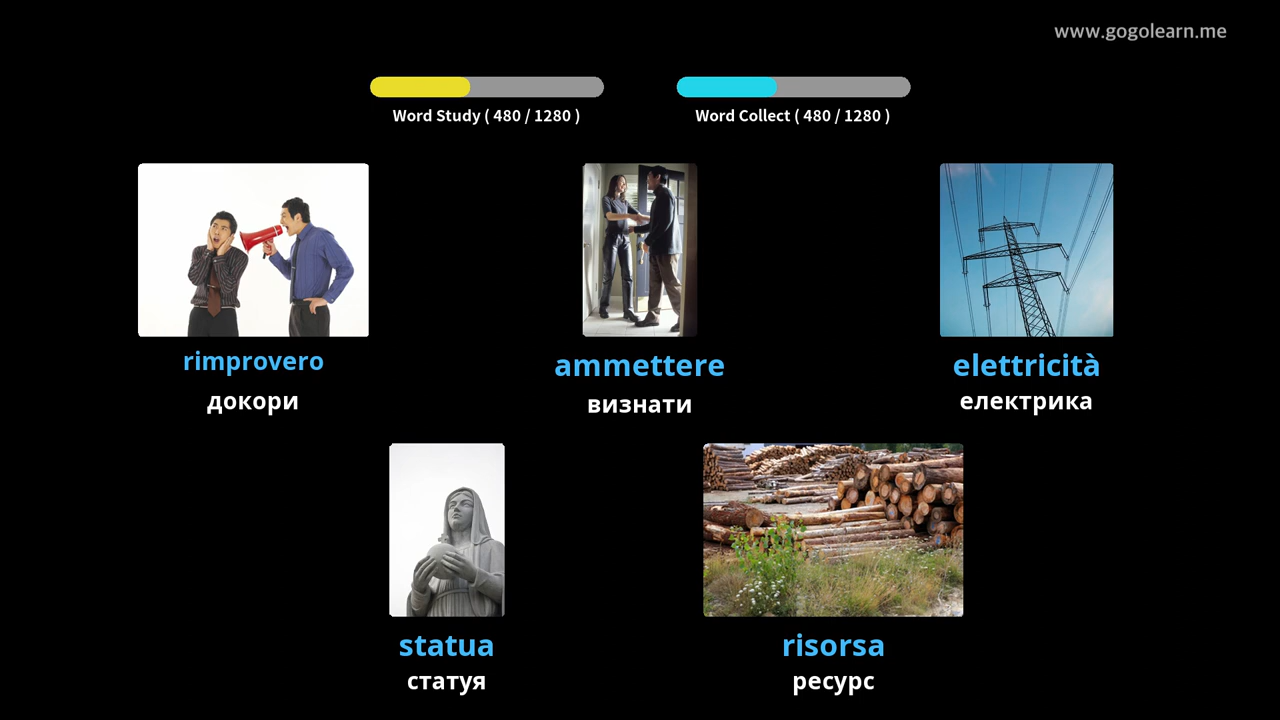 www.gogolearn.me
Word Study ( 480 / 1280 )
Word Collect ( 480 / 1280 )
rimprovero
докори
ammettere
визнати
elettricità
електрика
statua
статуя
risorsa
ресурс